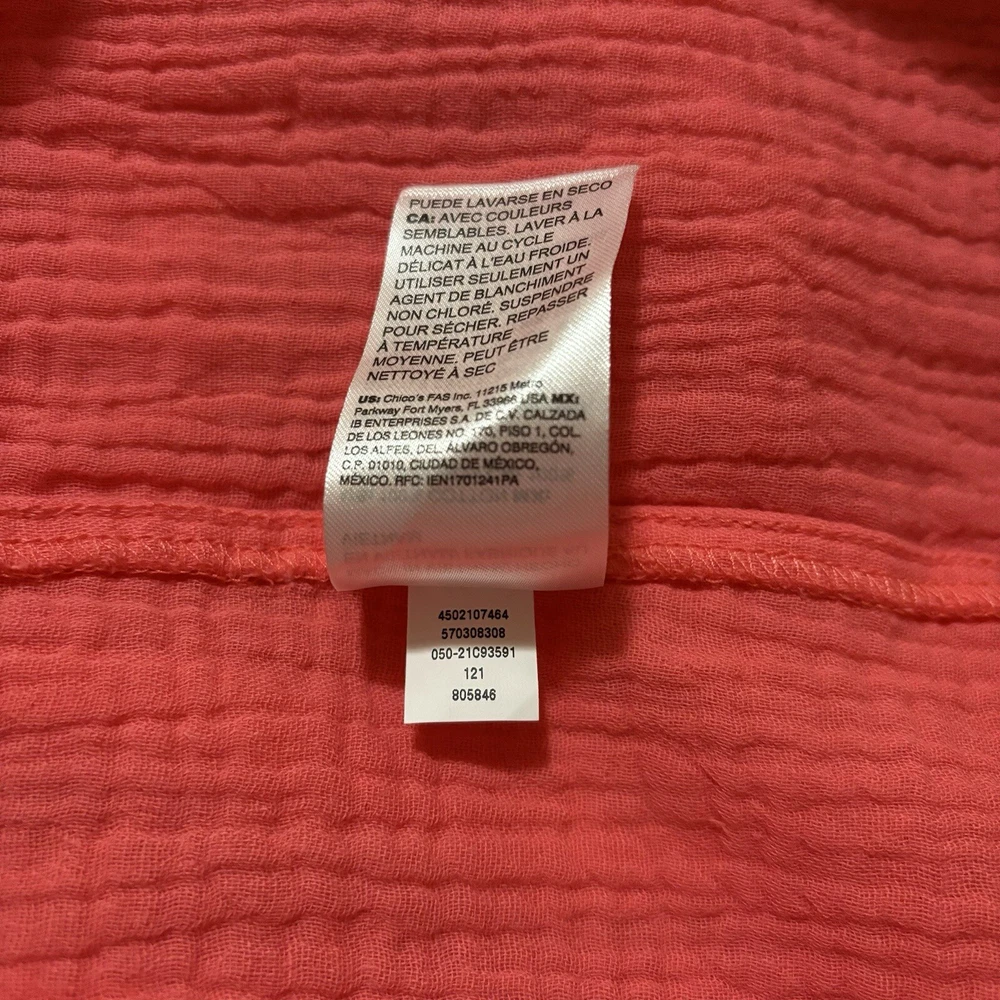 PUEDE LAVARSE EN SECO
CA: AVEC COULEURS
SEMBLABLES. LAVER À LA
MACHINE AU CYCLE
DÉLICAT À L'EAU FROIDE.
UTILISER SEULEMENT UN
AGENT DE BLANCHIMENT
NON CHLORÉ. SUSPENDRE
POUR SÉCHER. REPASSER
À TEMPÉRATURE
MOYENNE. PEUT ÊTRE
NETTOYÉ À SEC
US: Chico's FAS Inc. 11215 Metro
Parkway Fort Myers, FL 33966 USA MX:
IB ENTERPRISES S.A. DE C.V. CALZADA
DE LOS LEONES NO. 170, PISO 1, COL.
LOS ALPES, DEL. ÁLVARO OBREGÓN,
C.P. 01010, CIUDAD DE MÉXICO,
MÉXICO. RFC: IEN1701241PA
4502107464
570308308
050-21C93591
121
805846